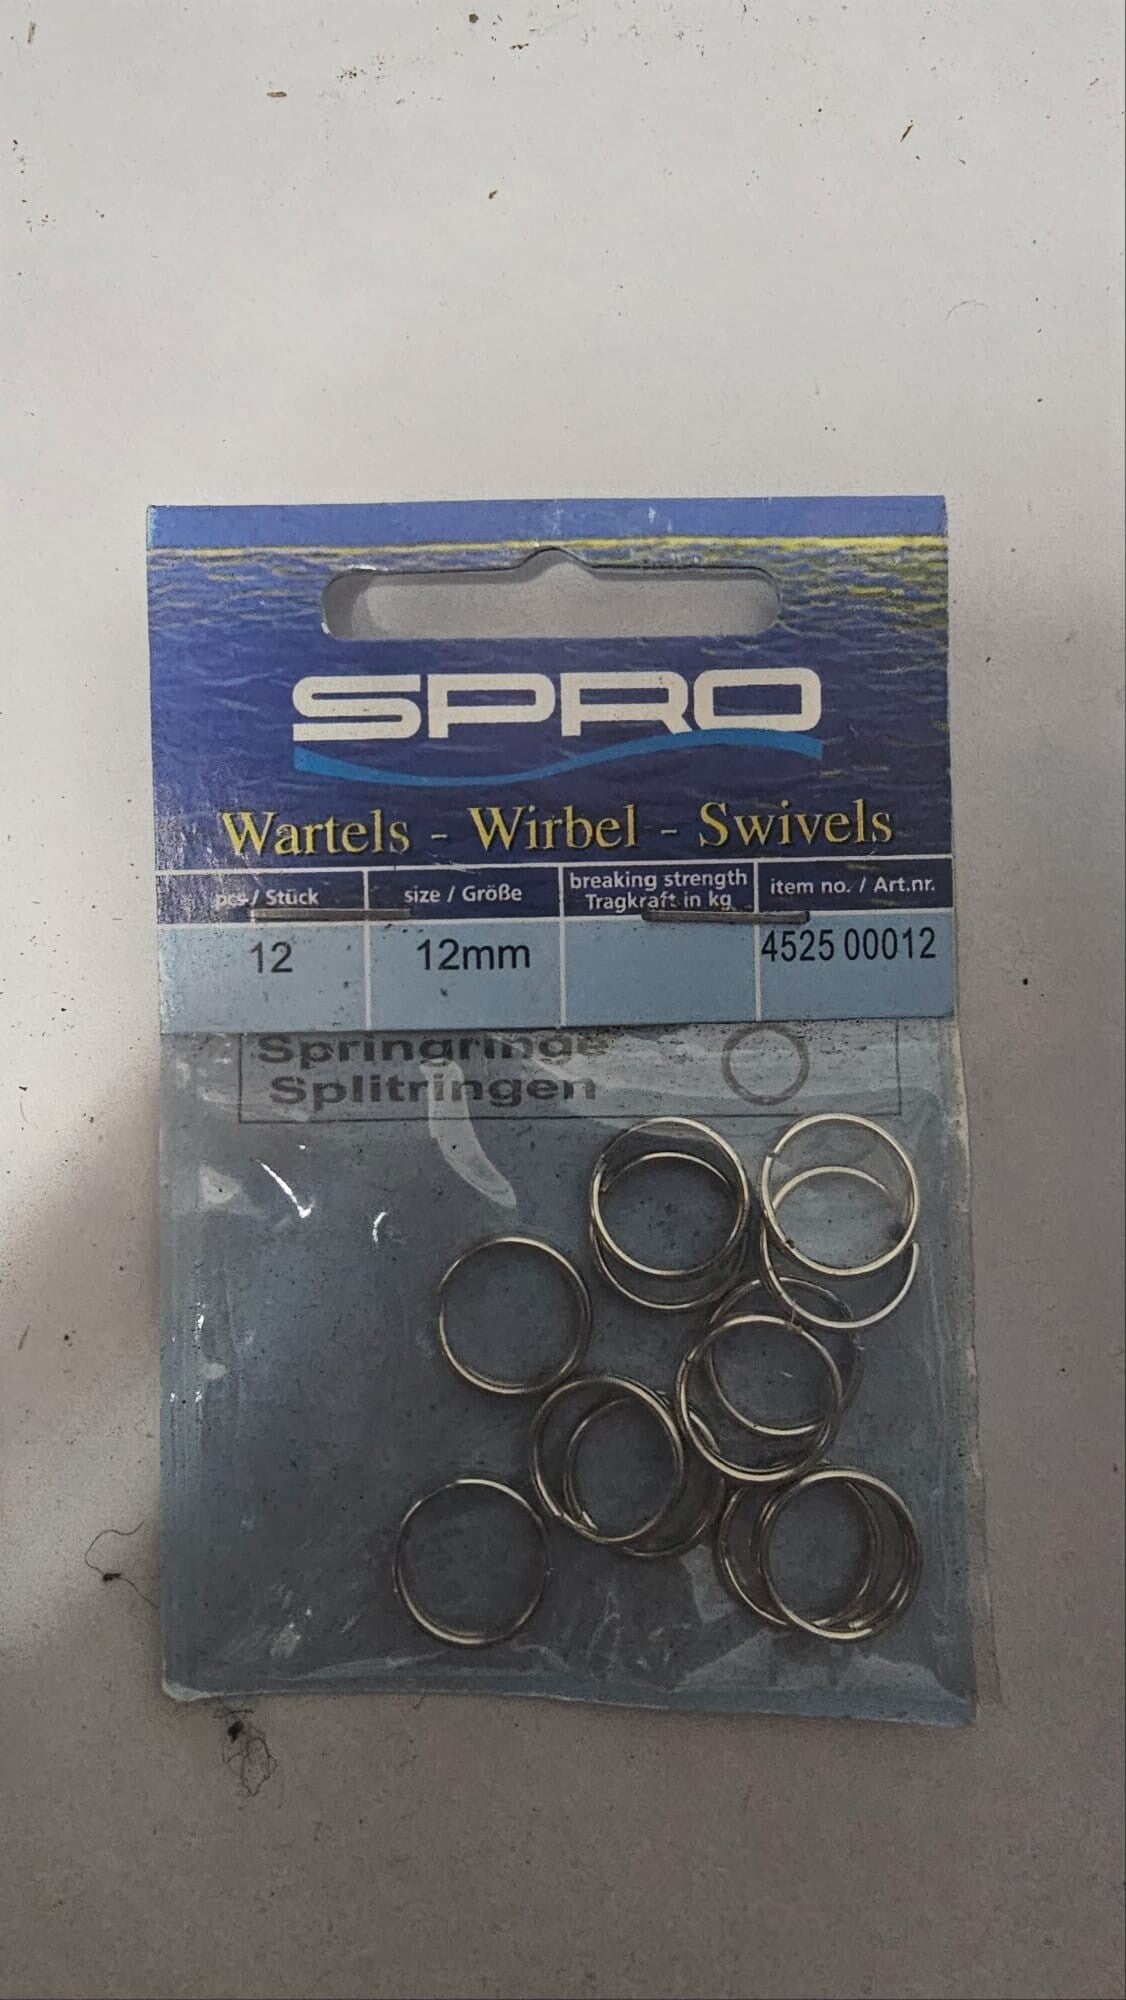 SPRO
Wartels - Wirbel - Swivels
pcs / Stück
size / Größe
breaking strength
Tragkraft in kg
item no. / Art.nr.
12
12mm
4525 00012
Springringe
Splitringen